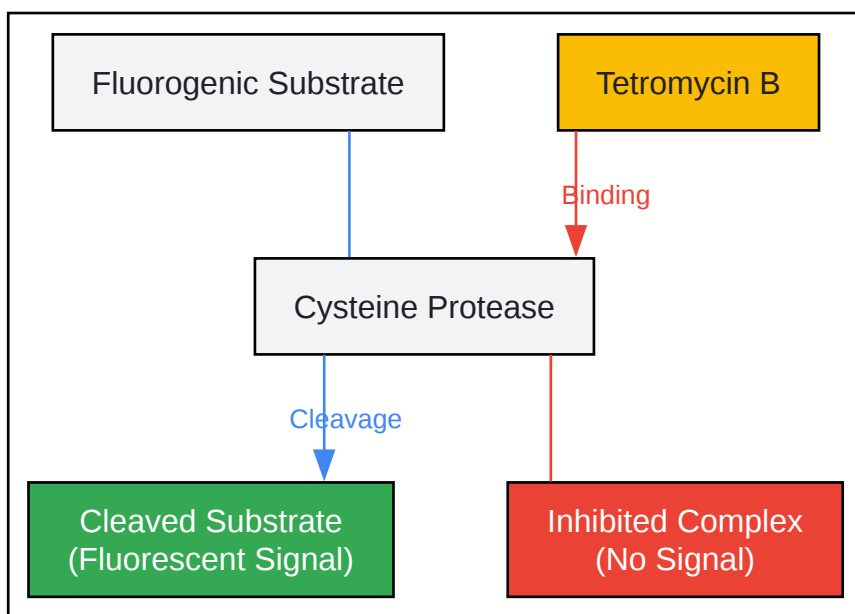 Fluorogenic Substrate
Tetromycin B
Binding
Cysteine Protease
Cleavage
Cleaved Substrate
(Fluorescent Signal)
Inhibited Complex
(No Signal)